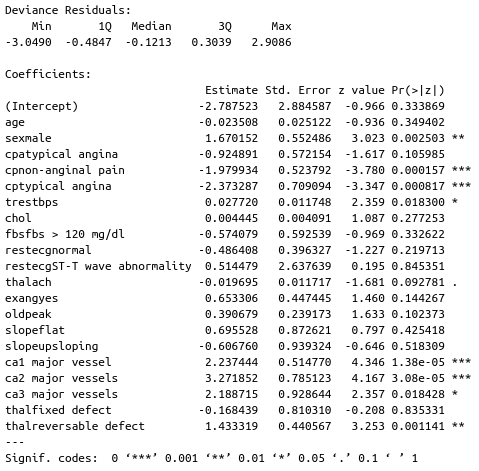 Deviance Residuals:
    Min      1Q  Median      3Q     Max
-3.0490 -0.4847 -0.1213  0.3039  2.9086

Coefficients:
                              Estimate Std. Error z value Pr(>|z|)
(Intercept)                  -2.787523   2.884587  -0.966 0.333869
age                          -0.023508   0.025122  -0.936 0.349402
sexmale                       1.670152   0.552486   3.023 0.002503 **
cpatypical angina            -0.924891   0.572154  -1.617 0.105985
cpnon-anginal pain           -1.979934   0.523792  -3.780 0.000157 ***
cptypical angina             -2.373287   0.709094  -3.347 0.000817 ***
trestbps                      0.027720   0.011748   2.359 0.018300 *
chol                          0.004445   0.004091   1.087 0.277253
fbsfbs > 120 mg/dl           -0.574079   0.592539  -0.969 0.332622
restecgnormal                -0.486408   0.396327  -1.227 0.219713
restecgST-T wave abnormality  0.514479   2.637639   0.195 0.845351
thalach                      -0.019695   0.011717  -1.681 0.092781 .
exangyes                      0.653306   0.447445   1.460 0.144267
oldpeak                       0.390679   0.239173   1.633 0.102373
slopeflat                     0.695528   0.872621   0.797 0.425418
slopeupsloping               -0.606760   0.939324  -0.646 0.518309
ca1 major vessel              2.237444   0.514770   4.346 1.38e-05 ***
ca2 major vessels             3.271852   0.785123   4.167 3.08e-05 ***
ca3 major vessels             2.188715   0.928644   2.357 0.018428 *
thalfixed defect             -0.168439   0.810310  -0.208 0.835331
thalreversable defect         1.433319   0.440567   3.253 0.001141 **
---
Signif. codes:  0 ‘***’ 0.001 ‘**’ 0.01 ‘*’ 0.05 ‘.’ 0.1 ‘ ’ 1